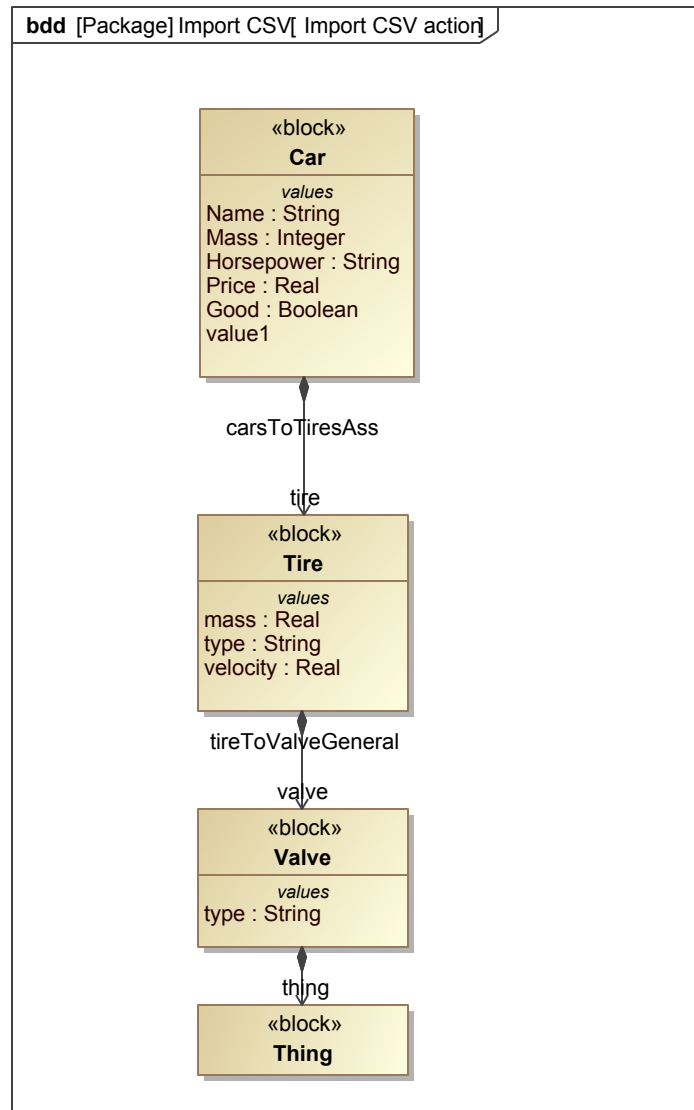 bdd [Package] Import CSV[ Import CSV action]
«block»
Car
values
Name : String
Mass : Integer
Horsepower : String
Price : Real
Good : Boolean
value1
carsToTiresAss
tire
«block»
Tire
values
mass : Real
type : String
velocity : Real
tireToValveGeneral
valve
«block»
Valve
values
type : String
thing
«block»
Thing